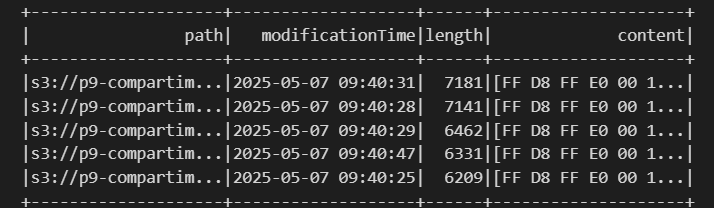 +--------------------+-------------------+------+--------------------+
|                path|   modificationTime|length|             content|
+--------------------+-------------------+------+--------------------+
|s3://p9-compartim...|2025-05-07 09:40:31|  7181|[FF D8 FF E0 00 1...|
|s3://p9-compartim...|2025-05-07 09:40:28|  7141|[FF D8 FF E0 00 1...|
|s3://p9-compartim...|2025-05-07 09:40:29|  6462|[FF D8 FF E0 00 1...|
|s3://p9-compartim...|2025-05-07 09:40:47|  6331|[FF D8 FF E0 00 1...|
|s3://p9-compartim...|2025-05-07 09:40:25|  6209|[FF D8 FF E0 00 1...|
+--------------------+-------------------+------+--------------------+